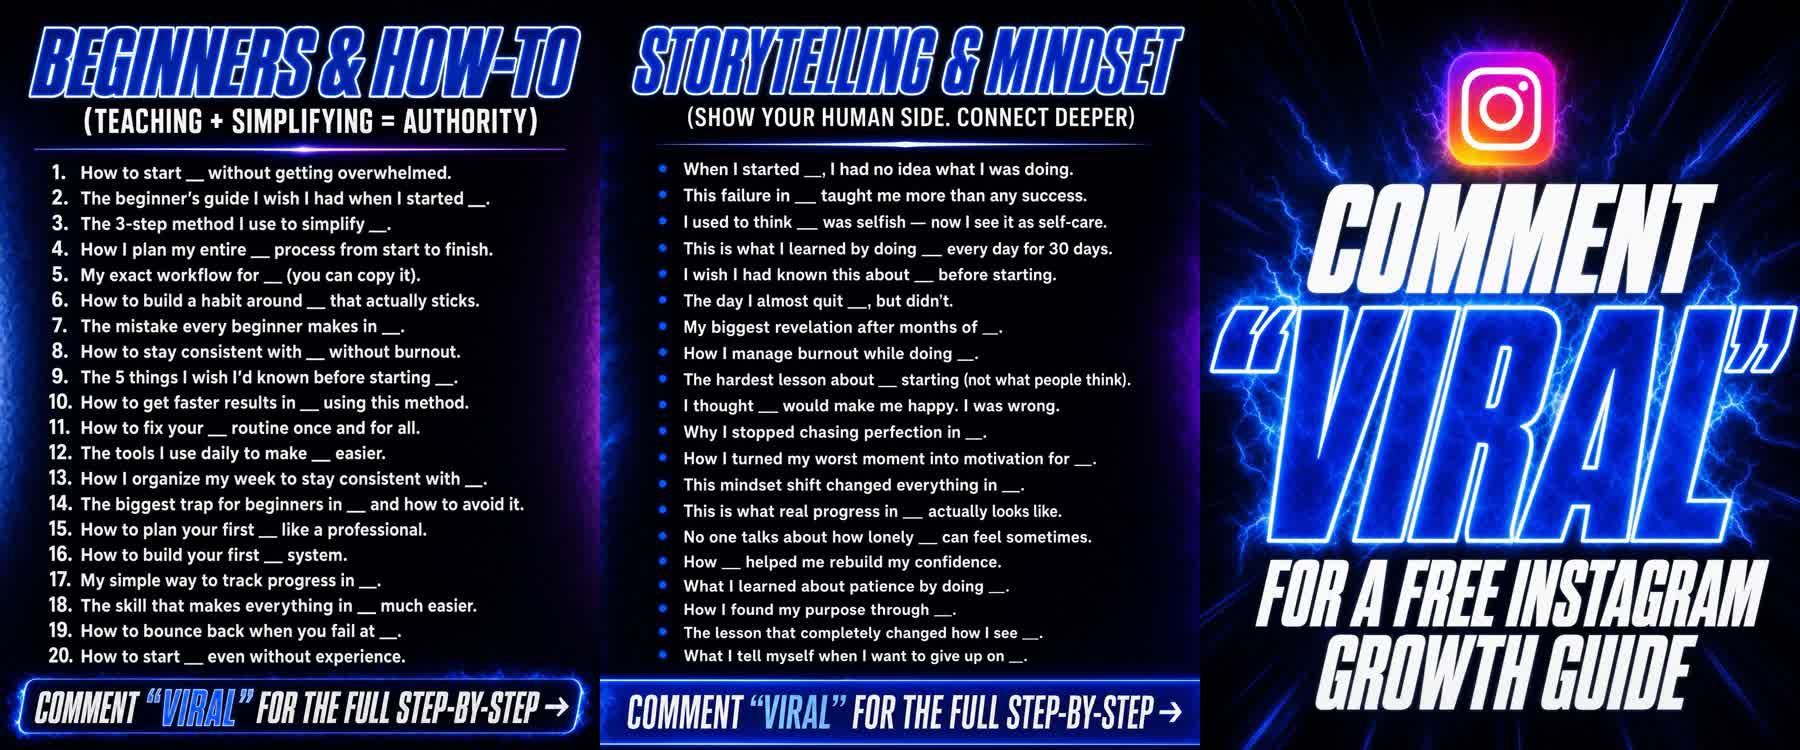 BEGINNERS & HOW-TO
(TEACHING + SIMPLIFYING = AUTHORITY)
1. How to start __ without getting overwhelmed.
2. The beginner's guide I wish I had when I started __.
3. The 3-step method I use to simplify __.
4. How I plan my entire __ process from start to finish.
5. My exact workflow for __ (you can copy it).
6. How to build a habit around __ that actually sticks.
7. The mistake every beginner makes in __.
8. How to stay consistent with __ without burnout.
9. The 5 things I wish I'd known before starting __.
10. How to get faster results in __ using this method.
11. How to fix your __ routine once and for all.
12. The tools I use daily to make __ easier.
13. How I organize my week to stay consistent with __.
14. The biggest trap for beginners in __ and how to avoid it.
15. How to plan your first __ like a professional.
16. How to build your first __ system.
17. My simple way to track progress in __.
18. The skill that makes everything in __ much easier.
19. How to bounce back when you fail at __.
20. How to start __ even without experience.
COMMENT “VIRAL” FOR THE FULL STEP-BY-STEP →
STORYTELLING & MINDSET
(SHOW YOUR HUMAN SIDE. CONNECT DEEPER)
• When I started __, I had no idea what I was doing.
• This failure in __ taught me more than any success.
• I used to think __ was selfish — now I see it as self-care.
• This is what I learned by doing __ every day for 30 days.
• I wish I had known this about __ before starting.
• The day I almost quit __, but didn't.
• My biggest revelation after months of __.
• How I manage burnout while doing __.
• The hardest lesson about __ starting (not what people think).
• I thought __ would make me happy. I was wrong.
• Why I stopped chasing perfection in __.
• How I turned my worst moment into motivation for __.
• This mindset shift changed everything in __.
• This is what real progress in __ actually looks like.
• No one talks about how lonely __ can feel sometimes.
• How __ helped me rebuild my confidence.
• What I learned about patience by doing __.
• How I found my purpose through __.
• The lesson that completely changed how I see __.
• What I tell myself when I want to give up on __.
COMMENT “VIRAL” FOR THE FULL STEP-BY-STEP →
COMMENT
“VIRAL”
FOR A FREE INSTAGRAM
GROWTH GUIDE